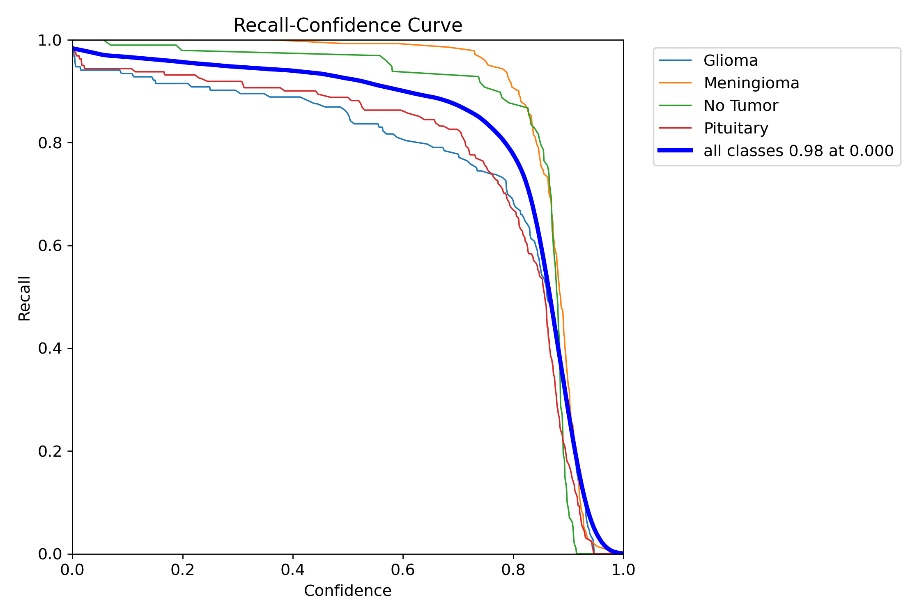 Recall-Confidence Curve
1.0
0.8
0.6
0.4
0.2
0.0
Recall
0.0 0.2 0.4 0.6 0.8 1.0
Confidence
Glioma
Meningioma
No Tumor
Pituitary
all classes 0.98 at 0.000